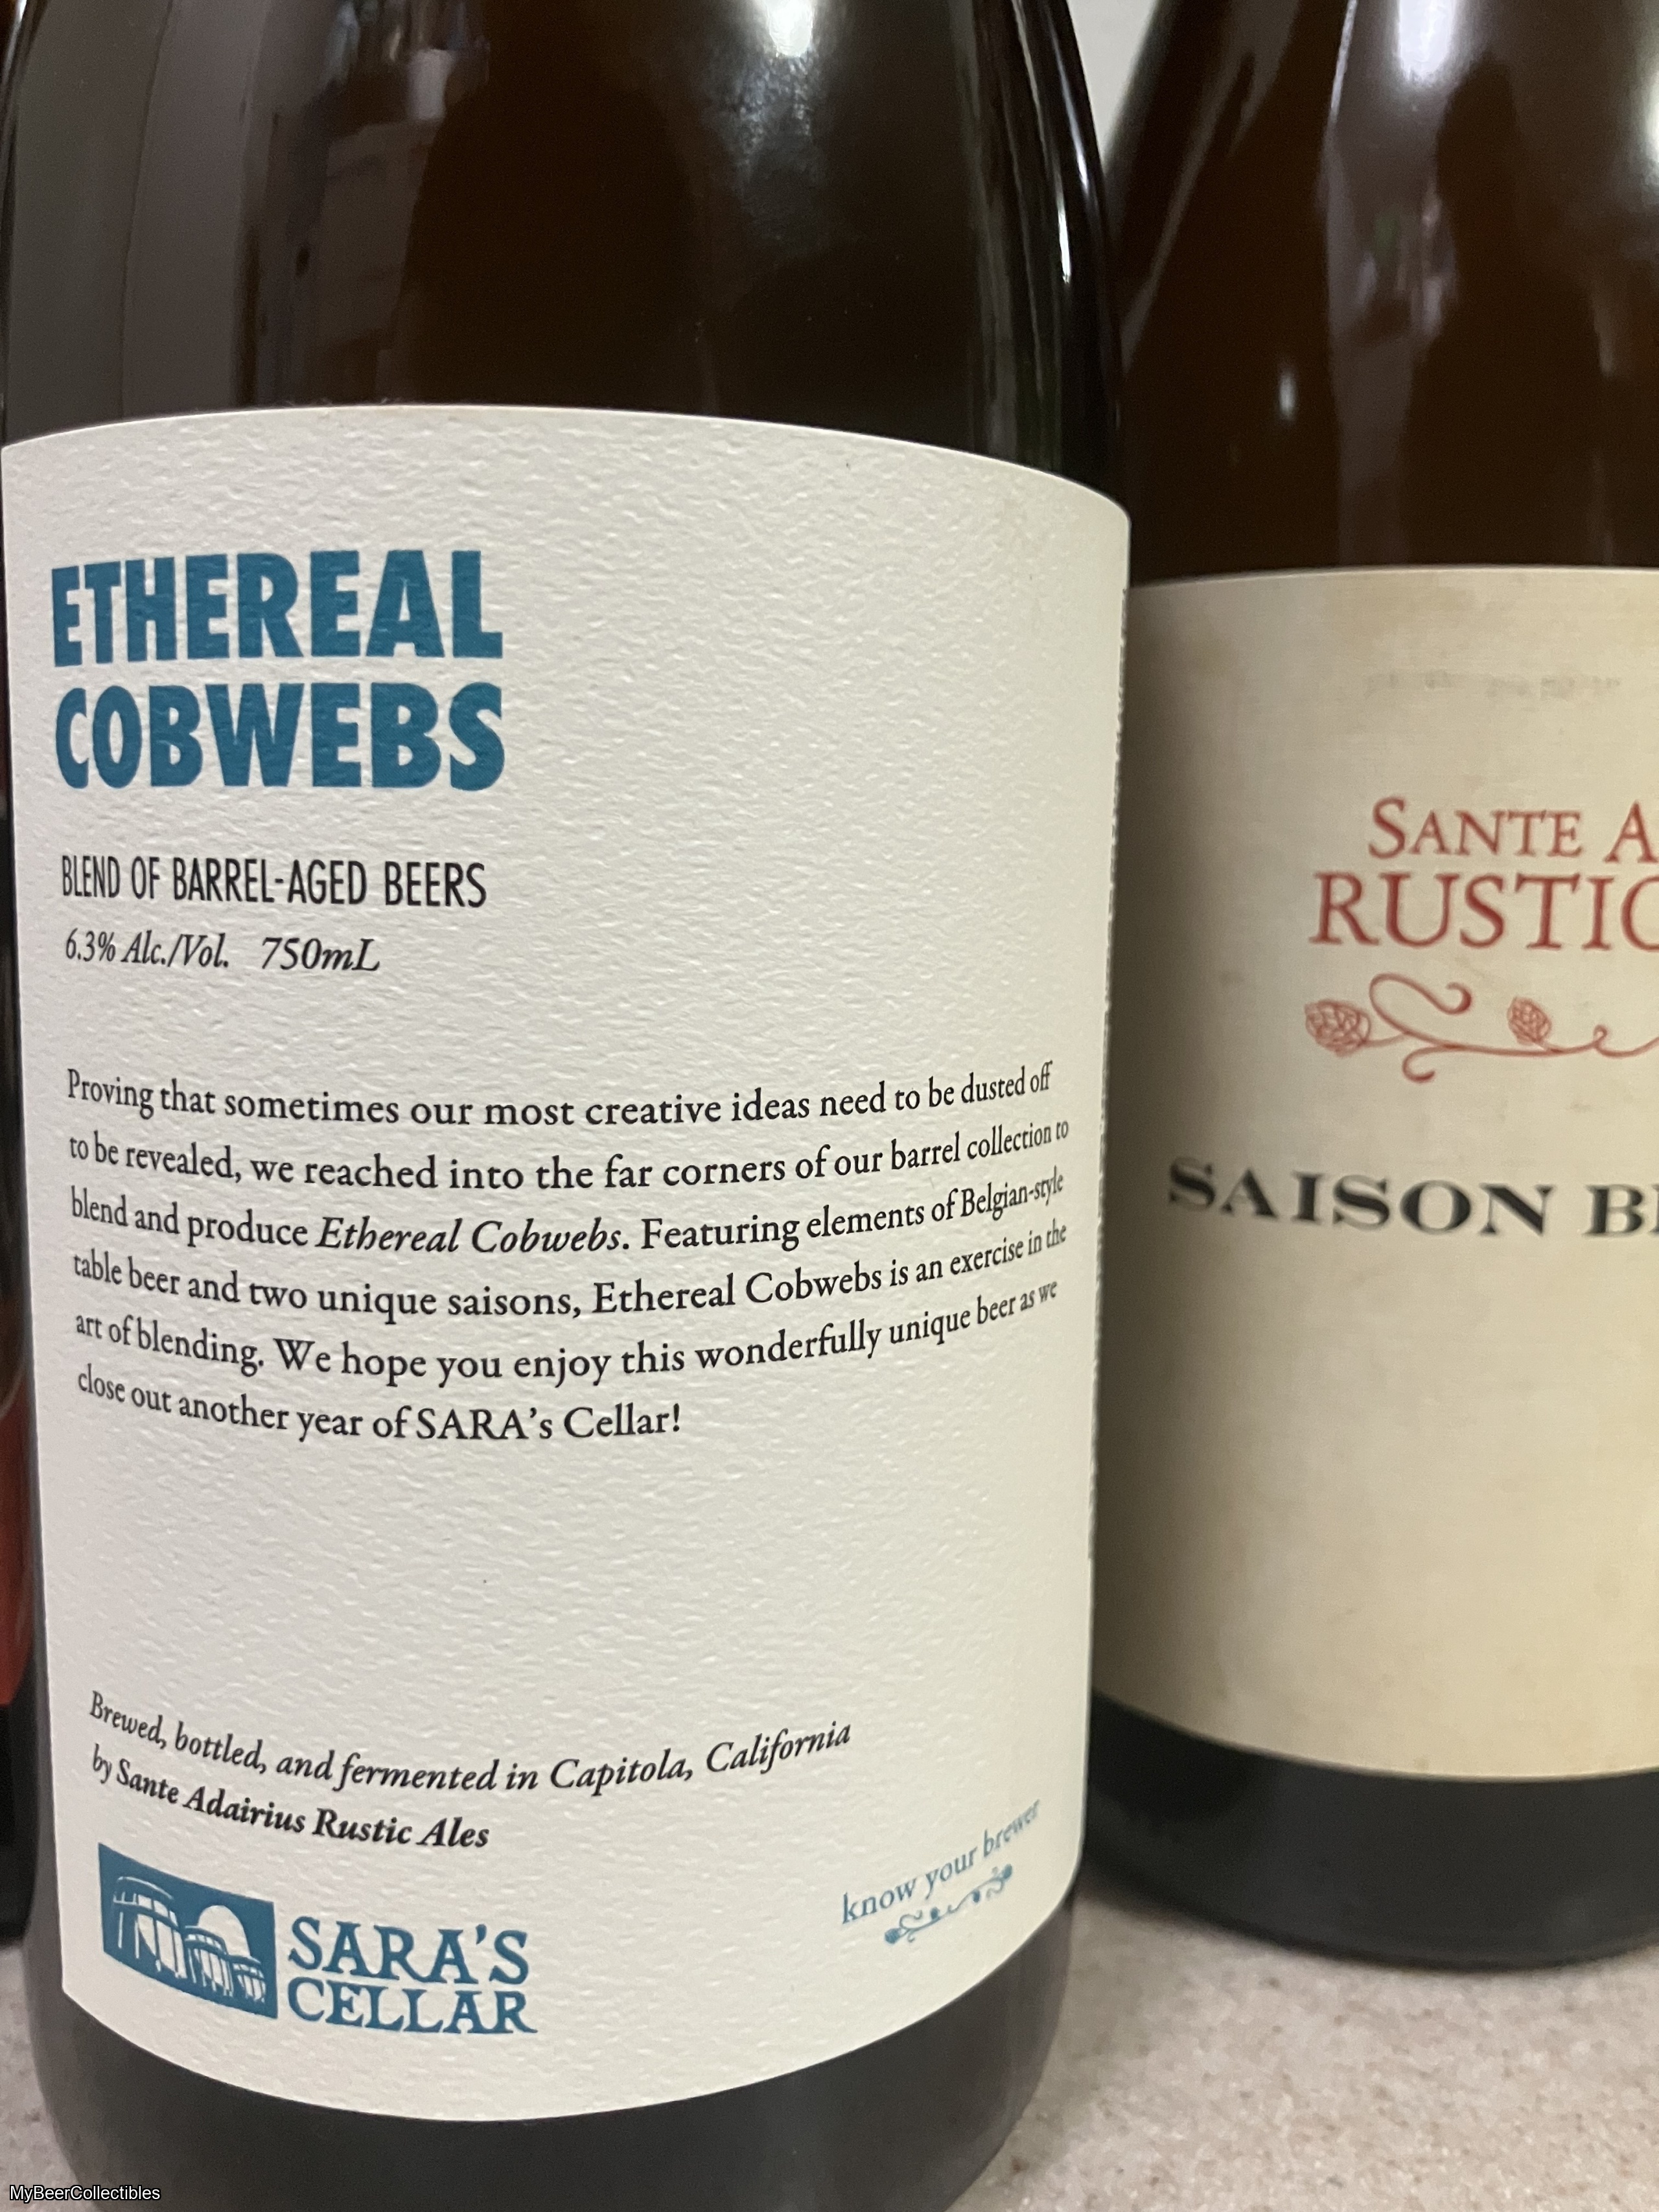 ETHEREAL
COBWEBS
BLEND OF BARREL-AGED BEERS
6.3% Alc./Vol. 750mL
Proving that sometimes our most creative ideas need to be dusted off
to be revealed, we reached into the far corners of our barrel collection to
blend and produce Ethereal Cobwebs. Featuring elements of Belgian-style
table beer and two unique saisons, Ethereal Cobwebs is an exercise in the
art of blending. We hope you enjoy this wonderfully unique beer as we
close out another year of SARA's Cellar!
Brewed, bottled, and fermented in Capitola, California
by Sante Adairius Rustic Ales
SARA'S
CELLAR
know your brewer
SANTE A
RUSTIC
SAISON
MyBeerCollectibles